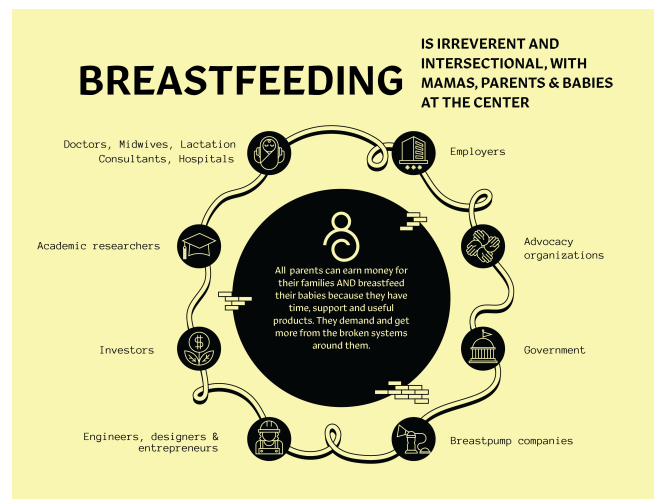 BREASTFEEDING
IS IRREVERENT AND
INTERSECTIONAL, WITH
MAMAS, PARENTS & BABIES
AT THE CENTER
Doctors, Midwives, Lactation
Consultants, Hospitals
Employers
Academic researchers
Advocacy
organizations
All parents can earn money for
their families AND breastfeed
their babies because they have
time, support and useful
products. They demand and get
more from the broken systems
around them.
Investors
Government
Engineers, designers &
entrepreneurs
Breastpump companies